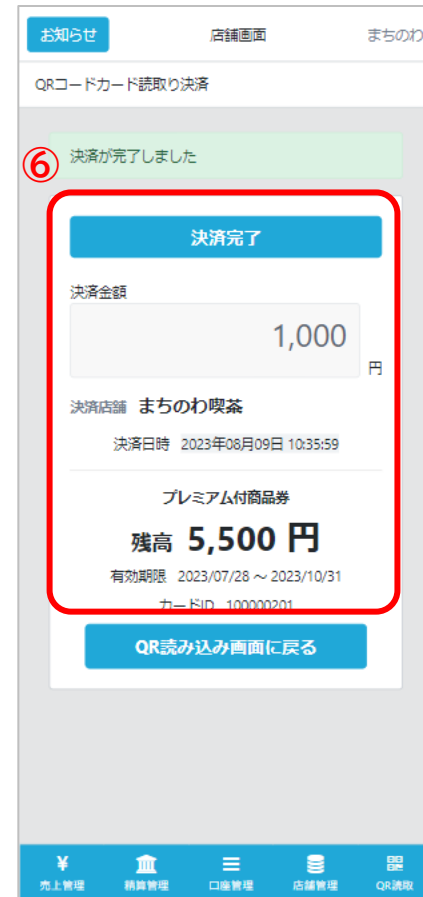 お知らせ 店舗画面 まちのわ
QRコードカード読取り決済
⑥ 決済が完了しました
決済完了
決済金額
1,000
円
決済店舗 まちのわ喫茶
決済日時 2023年08月09日 10:35:59
プレミアム付商品券
残高 5,500 円
有効期限 2023/07/28 ～ 2023/10/31
カードID 100000201
QR読み込み画面に戻る
売上管理 精算管理 口座管理 店舗管理 QR読取